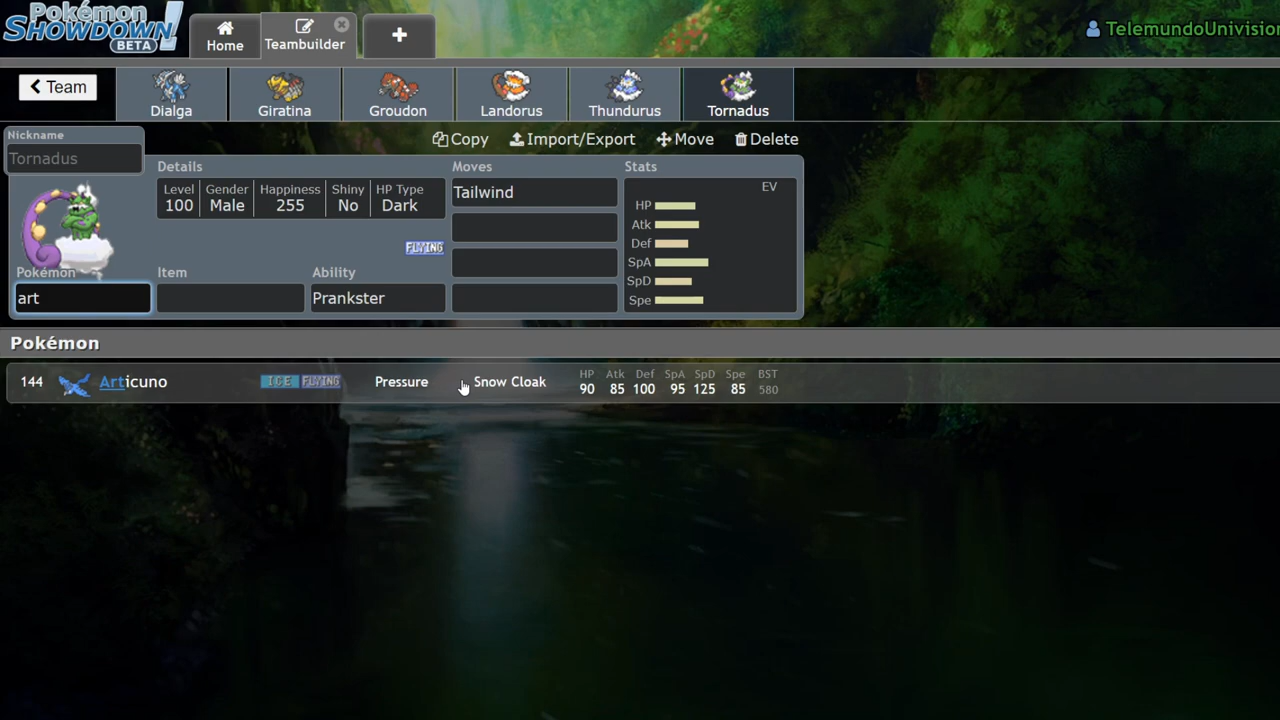 Pokémon
SHOWDOWN!
BETA
Home
Teambuilder
+
TelemundoUnivision
Team
Dialga
Giratina
Groudon
Landorus
Thundurus
Tornadus
Copy
Import/Export
Move
Delete
Nickname
Tornadus
Details
Level
100
Gender
Male
Happiness
255
Shiny
No
HP Type
Dark
FLYING
Pokémon
art
Item
Ability
Prankster
Moves
Tailwind
Stats
EV
HP
Atk
Def
SpA
SpD
Spe
Pokémon
144 Articuno ICE FLYING Pressure Snow Cloak
HP Atk Def SpA SpD Spe BST
90 85 100 95 125 85 580